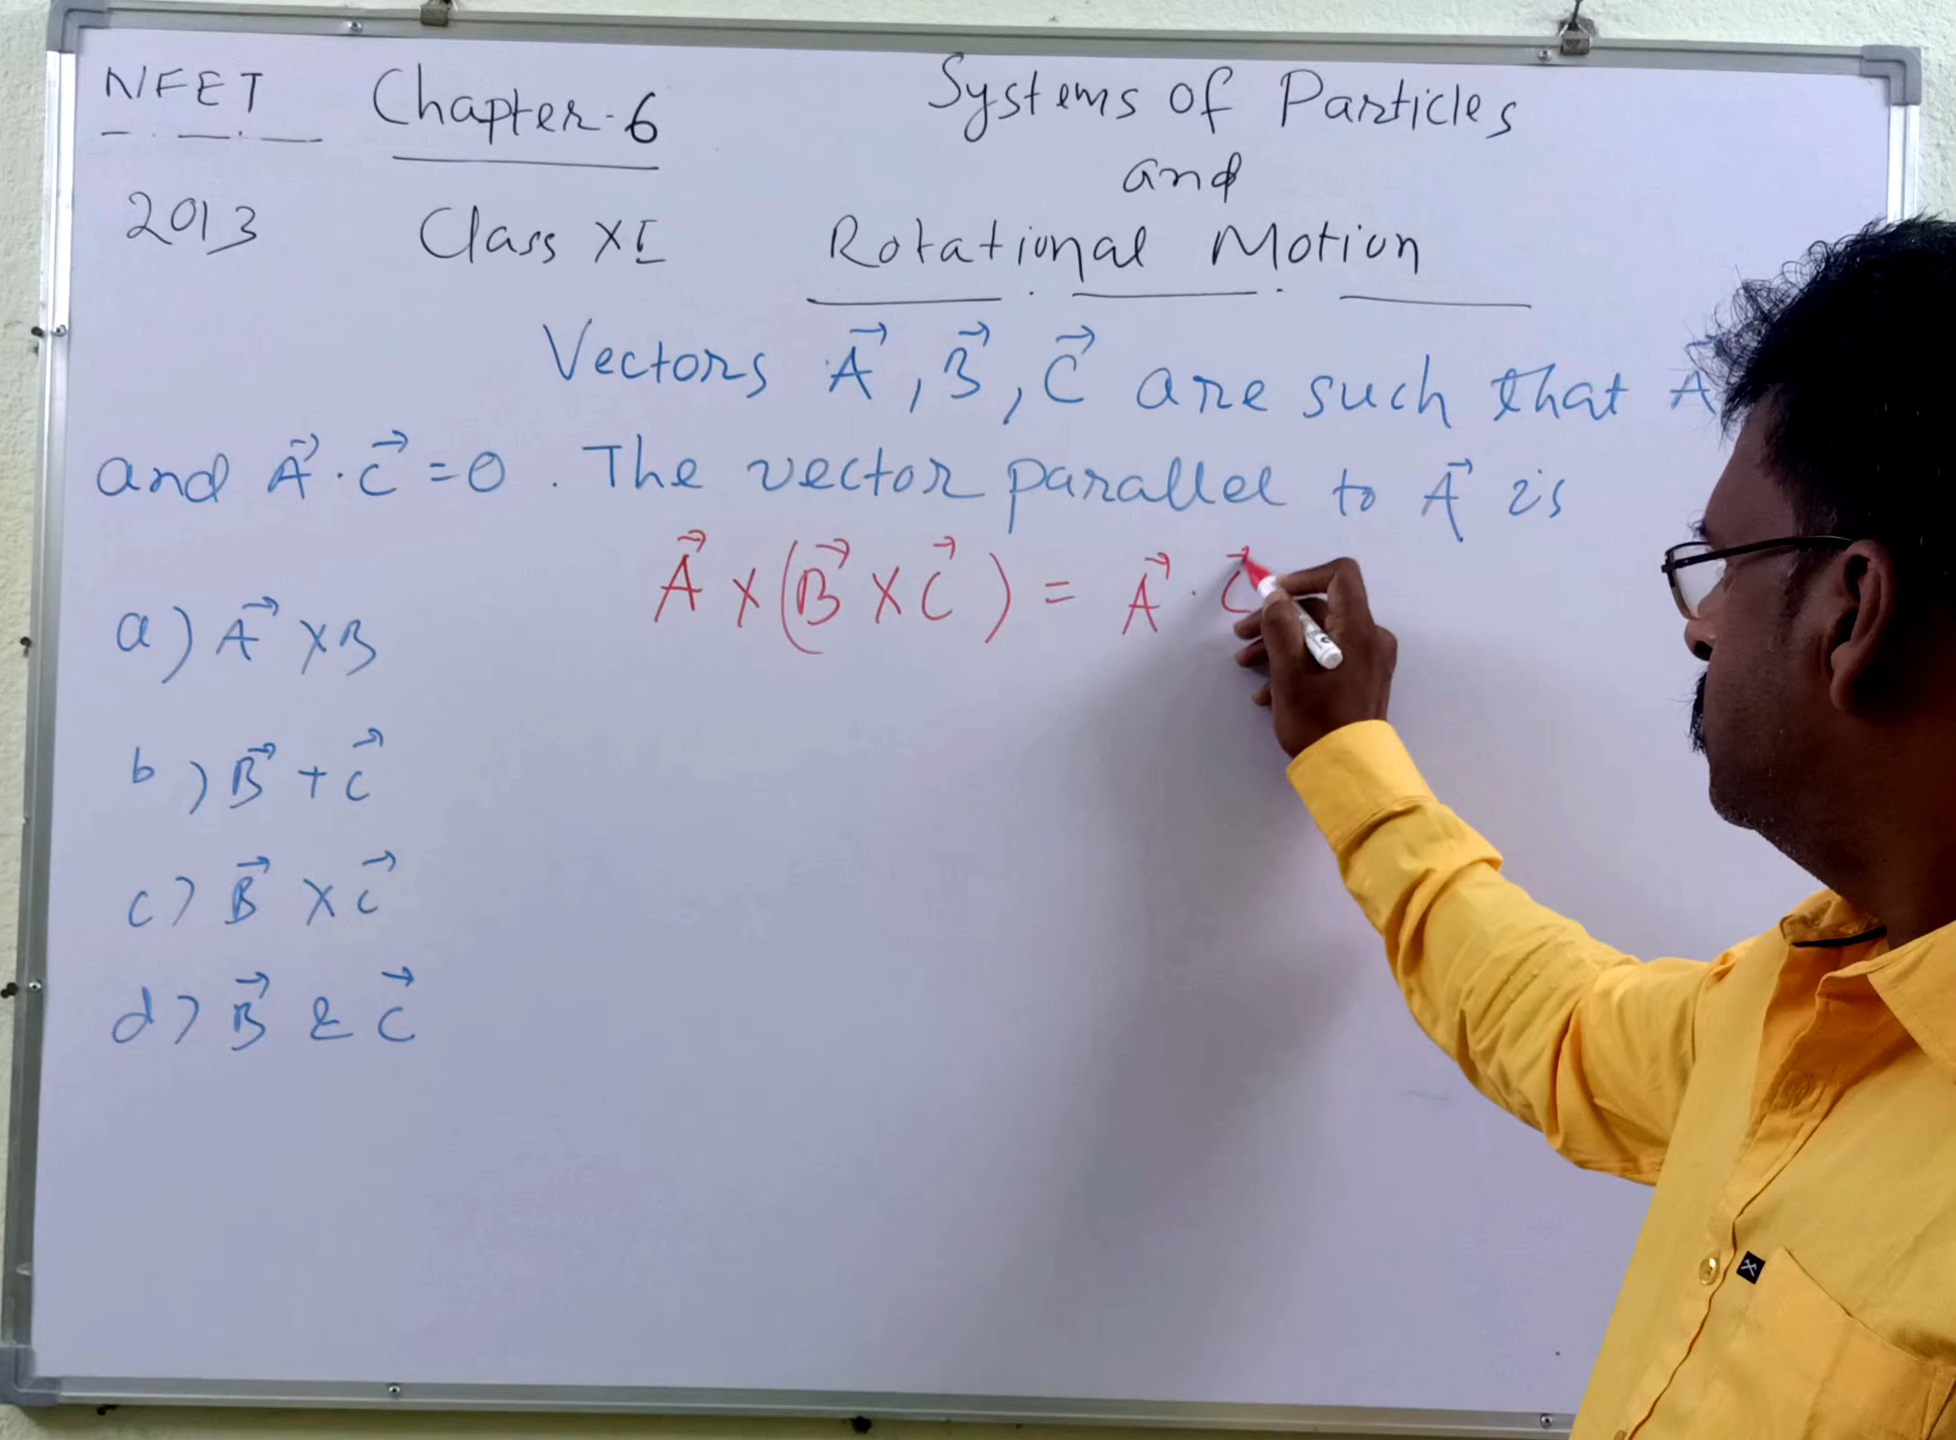 NEET Chapter-6 Systems of Particles
and
2013 Class XI Rotational Motion
Vectors A⃗, B⃗, C⃗ are such that A⃗
and A⃗·C⃗ = 0. The vector parallel to A⃗ is
A⃗ × (B⃗ × C⃗) = A⃗ · C⃗
a) A⃗ × B
b) B⃗ + C⃗
c) B⃗ × C⃗
d) B⃗ & C⃗